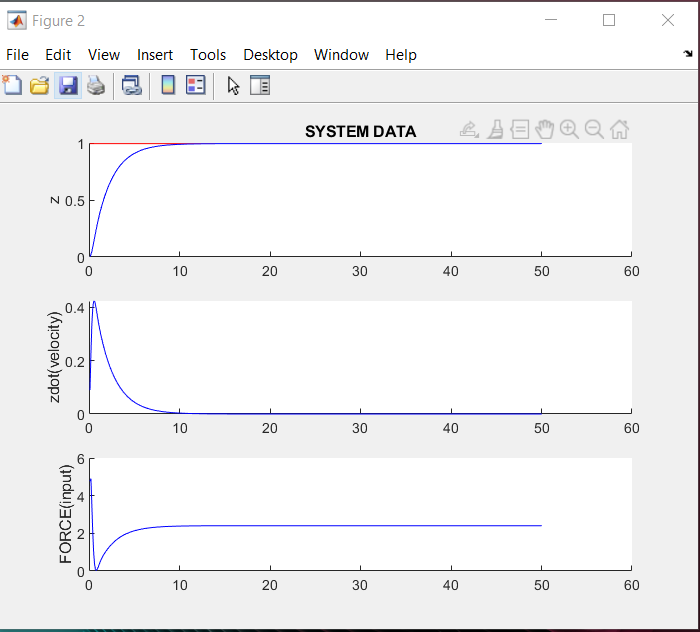 Figure 2
File Edit View Insert Tools Desktop Window Help
SYSTEM DATA
1
0.5
0
z
0 10 20 30 40 50 60
0.4
0.2
0
zdot(velocity)
0 10 20 30 40 50 60
6
4
2
0
FORCE(input)
0 10 20 30 40 50 60